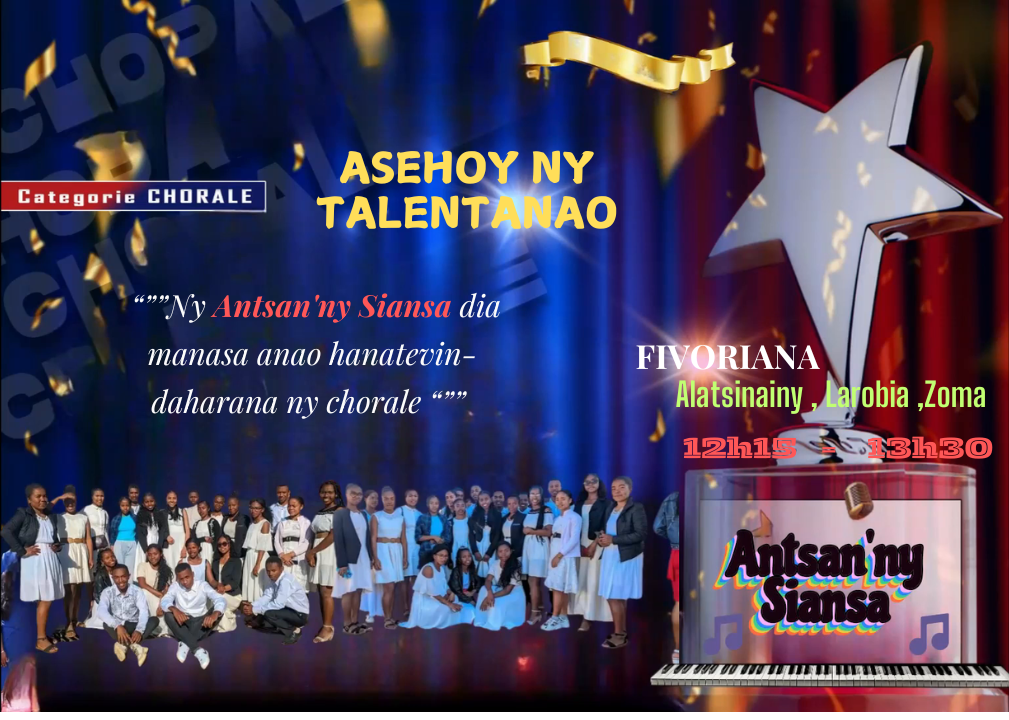 Categorie CHORALE
ASEHOY NY
TALENTANAO
“””Ny Antsan'ny Siansa dia
manasa anao hanatevin-
daharana ny chorale “””
FIVORIANA
Alatsinainy , Larobia ,Zoma
12h15 - 13h30
Antsan'ny
Siansa